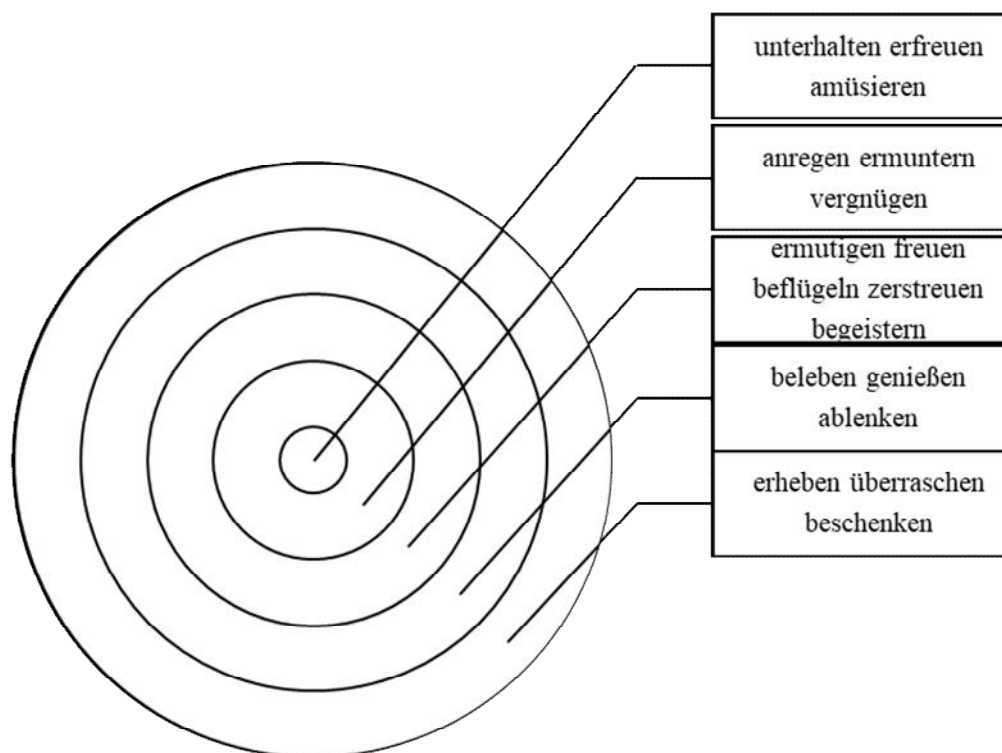 unterhalten erfreuen
amüsieren
anregen ermuntern
vergnügen
ermutigen freuen
beflügeln zerstreuen
begeistern
beleben genießen
ablenken
erheben überraschen
beschenken